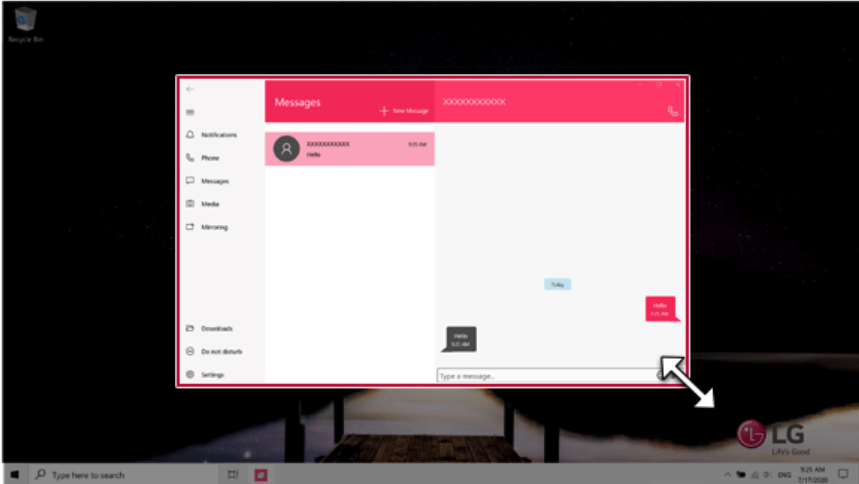 Recycle Bin
Messages
New Message
XXXXXXXXXXX
Notifications
Phone
Messages
Media
Mirroring
XXXXXXXXXXX
9:25 AM
Hello
Today
Hello
9:25 AM
Hello
9:25 AM
Downloads
Do not disturb
Settings
Type a message...
LG
Life's Good
Type here to search
ENG
9:25 AM
7/17/2020